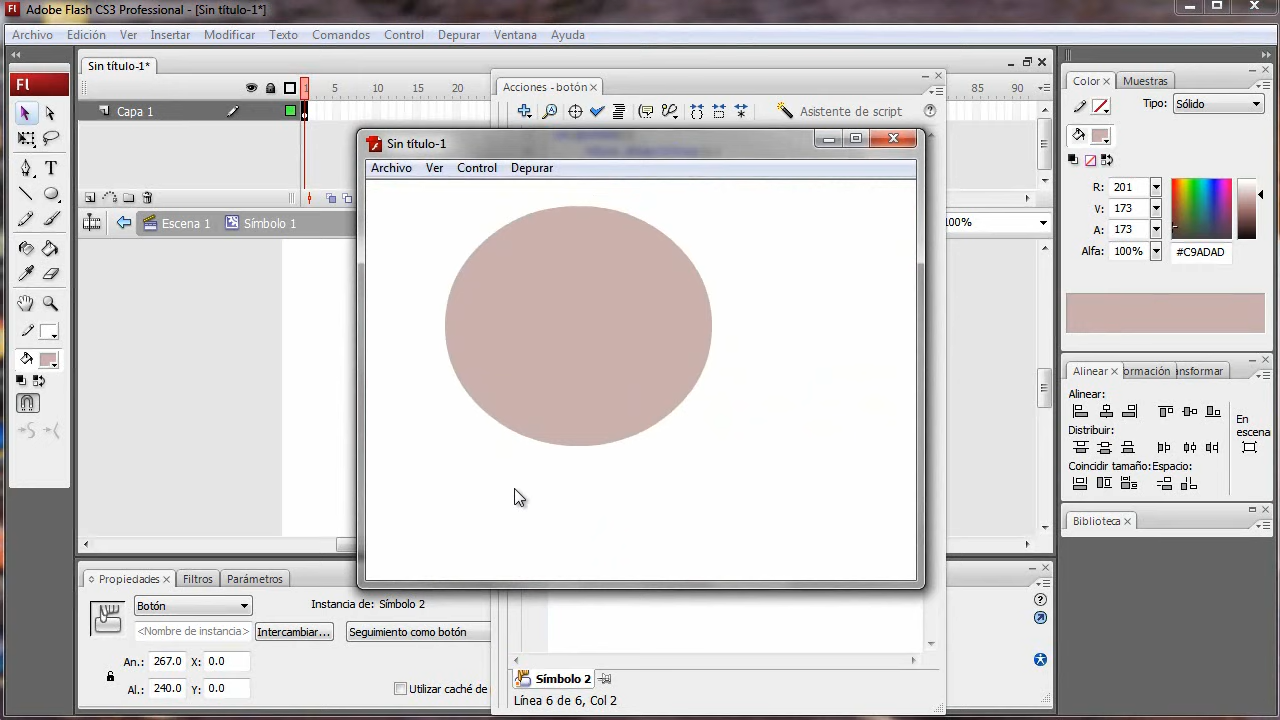 Adobe Flash CS3 Professional - [Sin título-1*]
Archivo Edición Ver Insertar Modificar Texto Comandos Control Depurar Ventana Ayuda
Sin título-1*
1 5 10 15 20 85 90
Capa 1
Escena 1 Símbolo 1
100%
Fl
Acciones - botón
Asistente de script
Sin título-1
Archivo Ver Control Depurar
Símbolo 2
Línea 6 de 6, Col 2
Propiedades Filtros Parámetros
Botón
Instancia de: Símbolo 2
<Nombre de instancia> Intercambiar... Seguimiento como botón
An.: 267.0 X: 0.0
Al.: 240.0 Y: 0.0
Utilizar caché de
Color Muestras
Tipo: Sólido
R: 201
V: 173
A: 173
Alfa: 100% #C9ADAD
Alinear ormación nsformar
Alinear:
Distribuir:
Coincidir tamaño: Espacio:
En
escena
Biblioteca